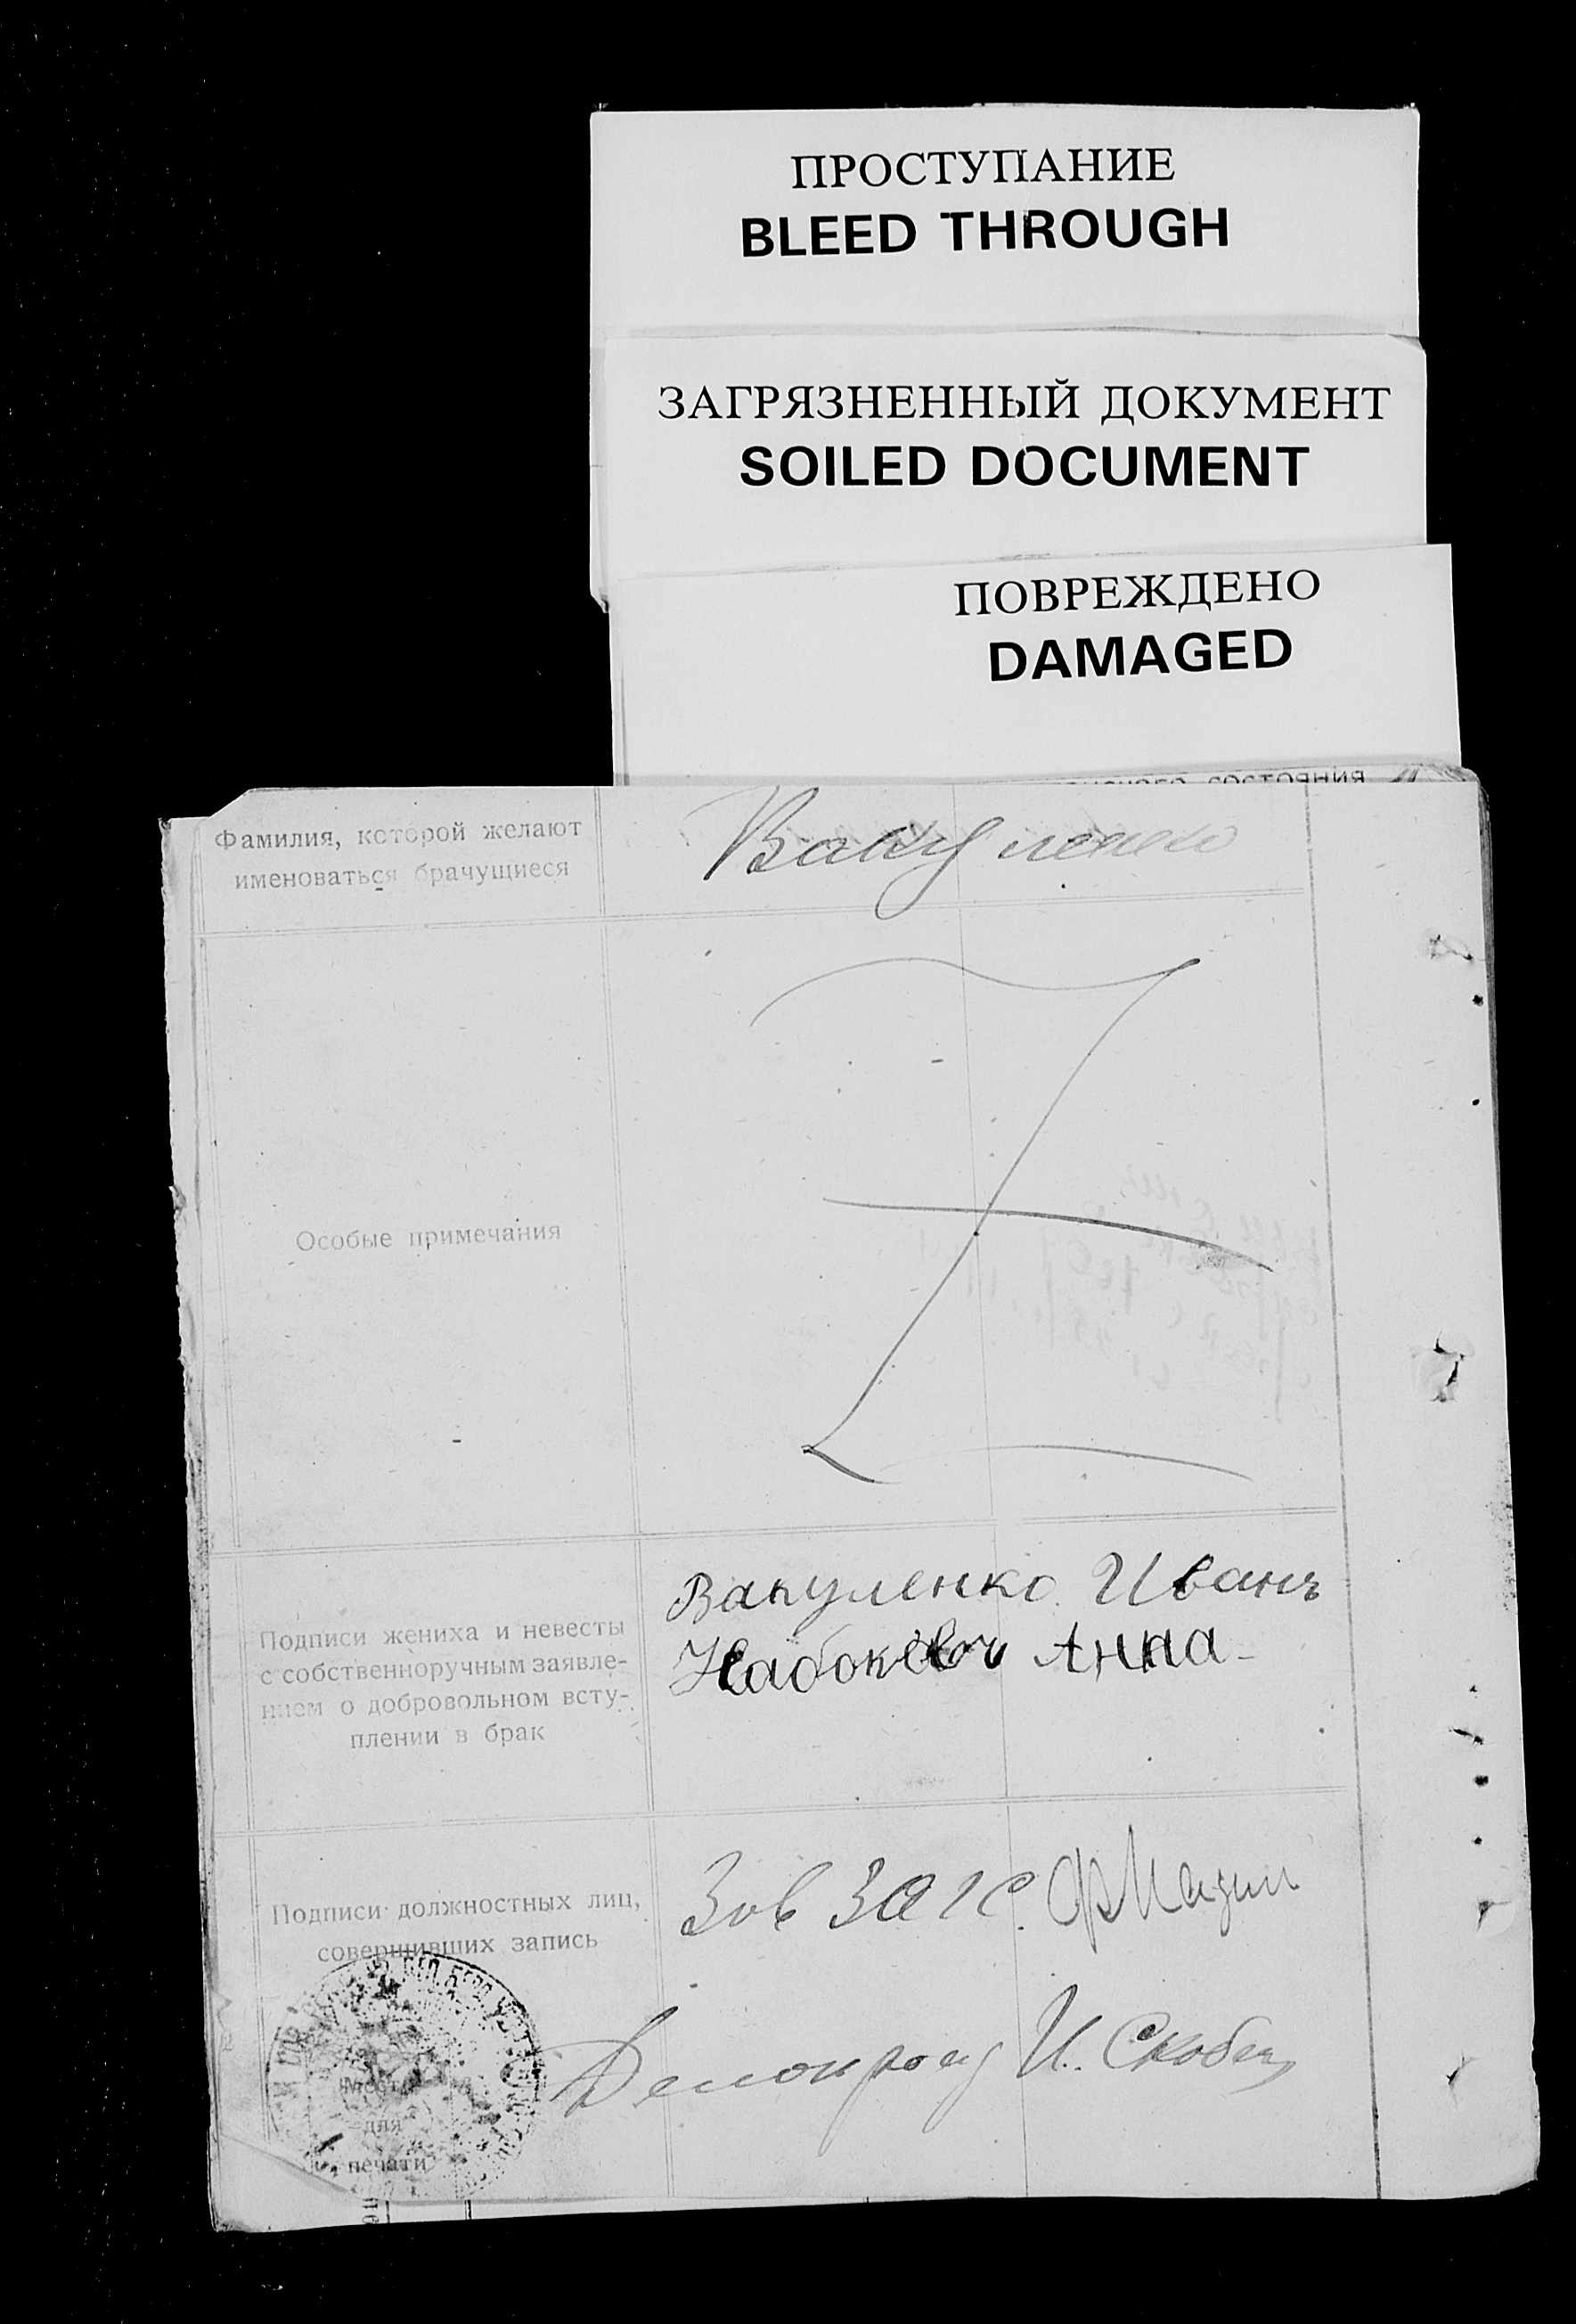 ПРОСТУПАНИЕ
BLEED THROUGH
ЗАГРЯЗНЕННЫЙ ДОКУМЕНТ
SOILED DOCUMENT
ПОВРЕЖДЕНО
DAMAGED
Фамилия, которой желают
именоваться брачущиеся
Вакуленко
Особые примечания
Подписи жениха и невесты
с собственноручным заявле-
нием о добровольном всту-
плении в брак
Вакуленко Иванъ
Анна
Подписи должностных лиц,
совершивших запись
Зав ЗАГС.
Делопроизв И. Скобец
Место
для
печати